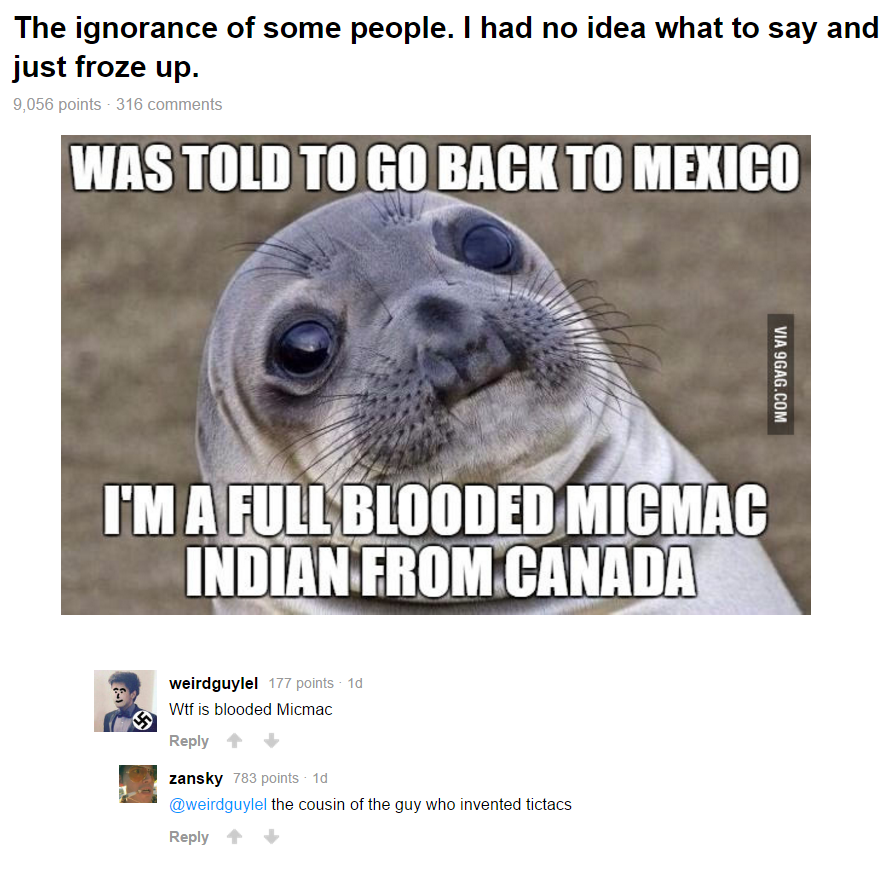 The ignorance of some people. I had no idea what to say and
just froze up.
9,056 points · 316 comments
WAS TOLD TO GO BACK TO MEXICO
VIA 9GAG.COM
I'M A FULL BLOODED MICMAC
INDIAN FROM CANADA
weirdguylel 177 points · 1d
Wtf is blooded Micmac
Reply
zansky 783 points · 1d
@weirdguylel the cousin of the guy who invented tictacs
Reply